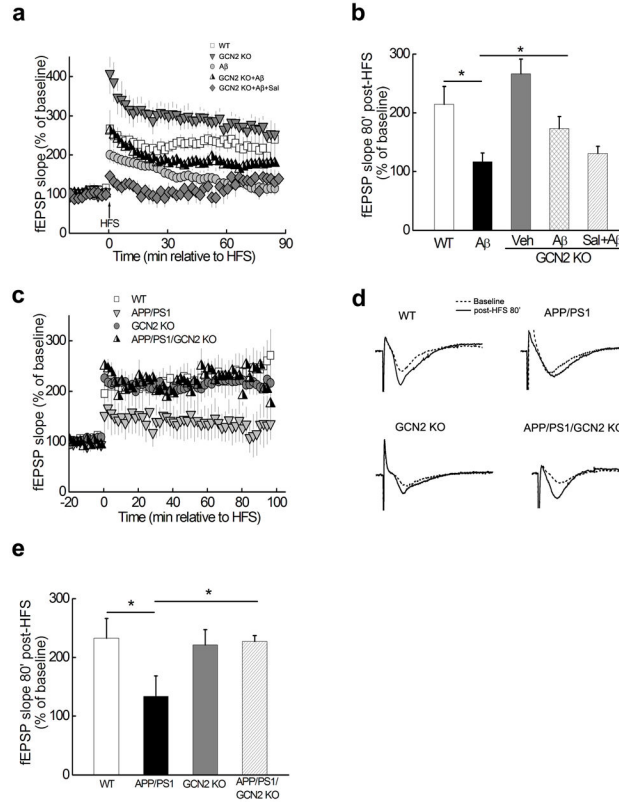 a
WT
GCN2 KO
Aβ
GCN2 KO+Aβ
GCN2 KO+Aβ+Sal
fEPSP slope (% of baseline)
500
400
300
200
100
0
HFS
0 30 60 90
Time (min relative to HFS)
b
fEPSP slope 80' post-HFS
(% of baseline)
300
200
100
0
*
*
WT Aβ Veh Aβ Sal+Aβ
GCN2 KO
c
WT
APP/PS1
GCN2 KO
APP/PS1/GCN2 KO
fEPSP slope (% of baseline)
300
200
100
0
-20 0 20 40 60 80 100
Time (min relative to HFS)
d
Baseline
post-HFS 80'
WT
APP/PS1
GCN2 KO
APP/PS1/GCN2 KO
e
fEPSP slope 80' post-HFS
(% of baseline)
300
200
100
0
*
*
WT APP/PS1 GCN2 KO APP/PS1/
GCN2 KO